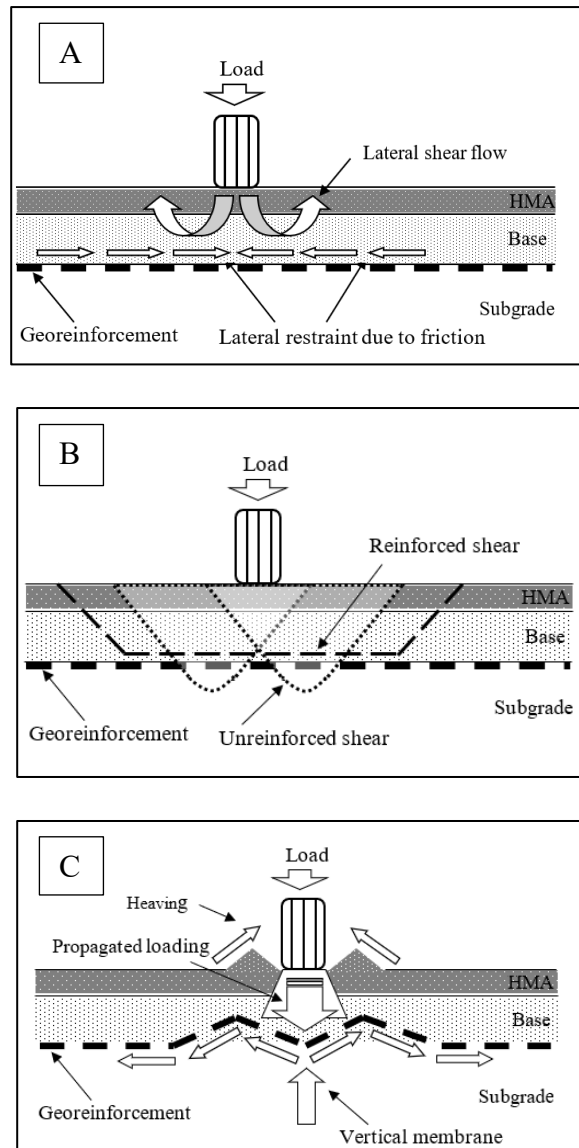 A
Load
Lateral shear flow
HMA
Base
Subgrade
Georeinforcement
Lateral restraint due to friction
B
Load
Reinforced shear
HMA
Base
Subgrade
Georeinforcement
Unreinforced shear
C
Load
Heaving
Propagated loading
HMA
Base
Subgrade
Georeinforcement
Vertical membrane